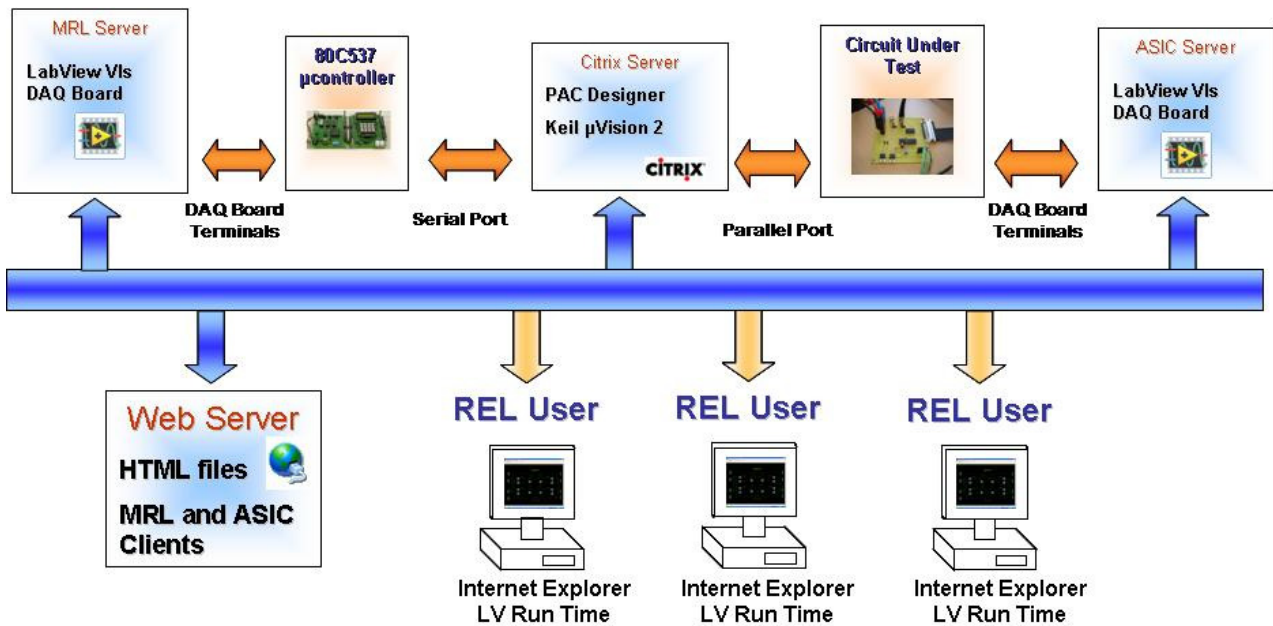 MRL Server
LabView VIs
DAQ Board
80C537
µcontroller
Citrix Server
PAC Designer
Keil µVision 2
CİTRIX
Circuit Under
Test
ASIC Server
LabView VIs
DAQ Board
DAQ Board
Terminals
Serial Port
Parallel Port
DAQ Board
Terminals
Web Server
HTML files
MRL and ASIC
Clients
REL User
Internet Explorer
LV Run Time
REL User
Internet Explorer
LV Run Time
REL User
Internet Explorer
LV Run Time